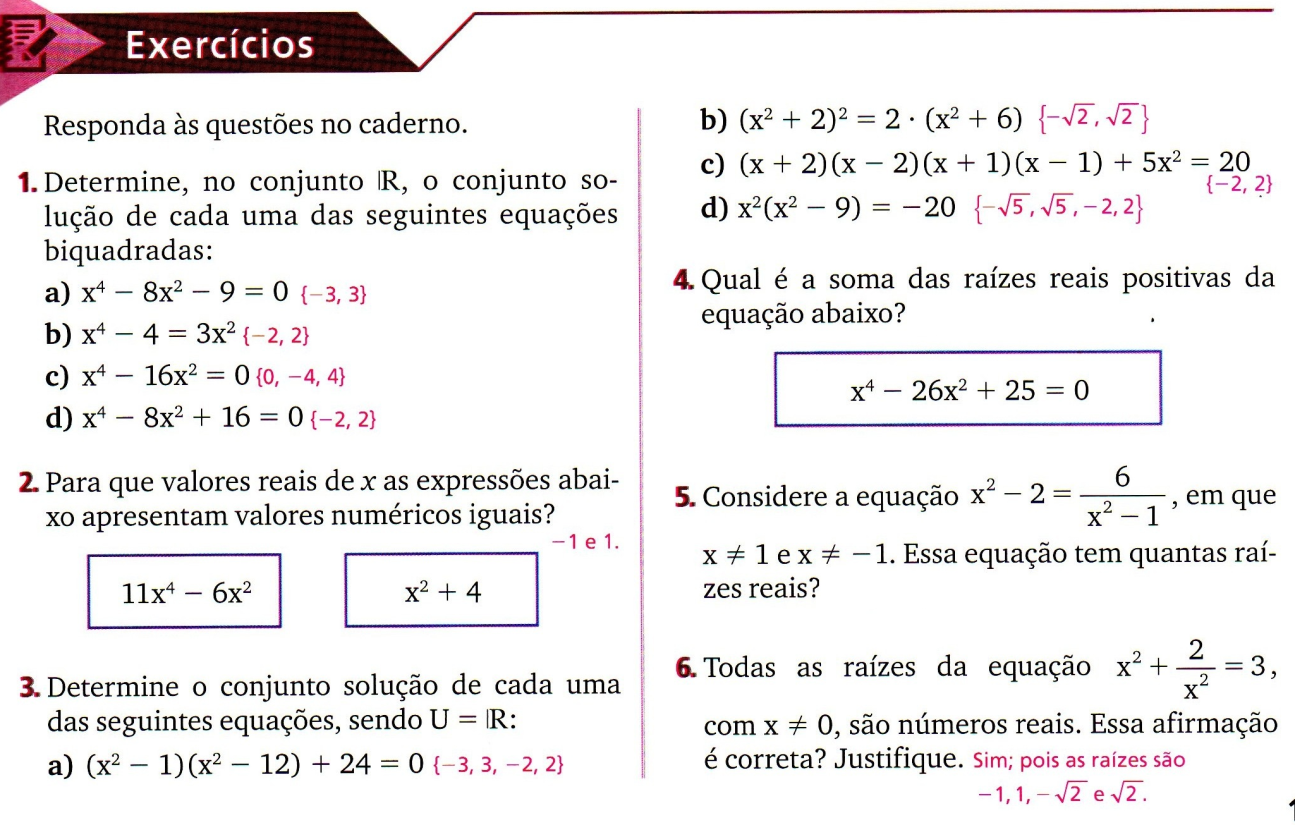 Exercícios
Responda às questões no caderno.
1. Determine, no conjunto ℝ, o conjunto so-
lução de cada uma das seguintes equações
biquadradas:
a) x⁴ − 8x² − 9 = 0 {−3, 3}
b) x⁴ − 4 = 3x² {−2, 2}
c) x⁴ − 16x² = 0 {0, −4, 4}
d) x⁴ − 8x² + 16 = 0 {−2, 2}
2. Para que valores reais de x as expressões abai-
xo apresentam valores numéricos iguais?
−1 e 1.
11x⁴ − 6x²
x² + 4
3. Determine o conjunto solução de cada uma
das seguintes equações, sendo U = ℝ:
a) (x² − 1)(x² − 12) + 24 = 0 {−3, 3, −2, 2}
b) (x² + 2)² = 2 · (x² + 6) {−√2, √2}
c) (x + 2)(x − 2)(x + 1)(x − 1) + 5x² = 20
{−2, 2}
d) x²(x² − 9) = −20 {−√5, √5, −2, 2}
4. Qual é a soma das raízes reais positivas da
equação abaixo?
x⁴ − 26x² + 25 = 0
5. Considere a equação x² − 2 = 6/(x² − 1), em que
x ≠ 1 e x ≠ −1. Essa equação tem quantas raí-
zes reais?
6. Todas as raízes da equação x² + 2/x² = 3,
com x ≠ 0, são números reais. Essa afirmação
é correta? Justifique. Sim; pois as raízes são
−1, 1, −√2 e √2.